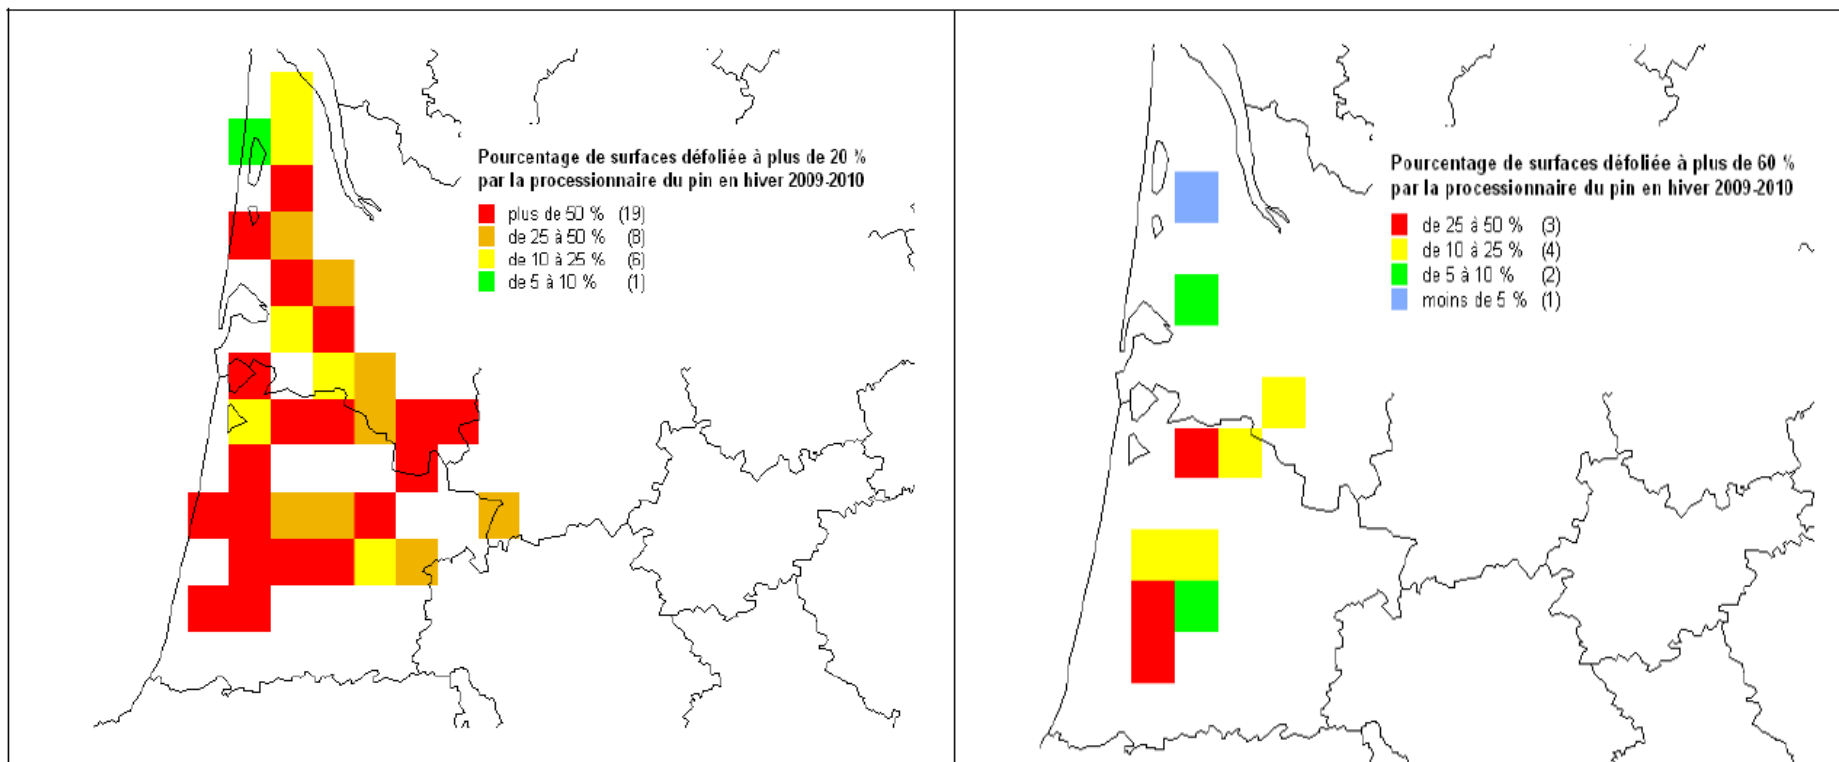 Pourcentage de surfaces défoliée à plus de 20 %
par la processionnaire du pin en hiver 2009-2010
plus de 50 % (19)
de 25 à 50 % (8)
de 10 à 25 % (6)
de 5 à 10 % (1)
Pourcentage de surfaces défoliée à plus de 60 %
par la processionnaire du pin en hiver 2009-2010
de 25 à 50 % (3)
de 10 à 25 % (4)
de 5 à 10 % (2)
moins de 5 % (1)